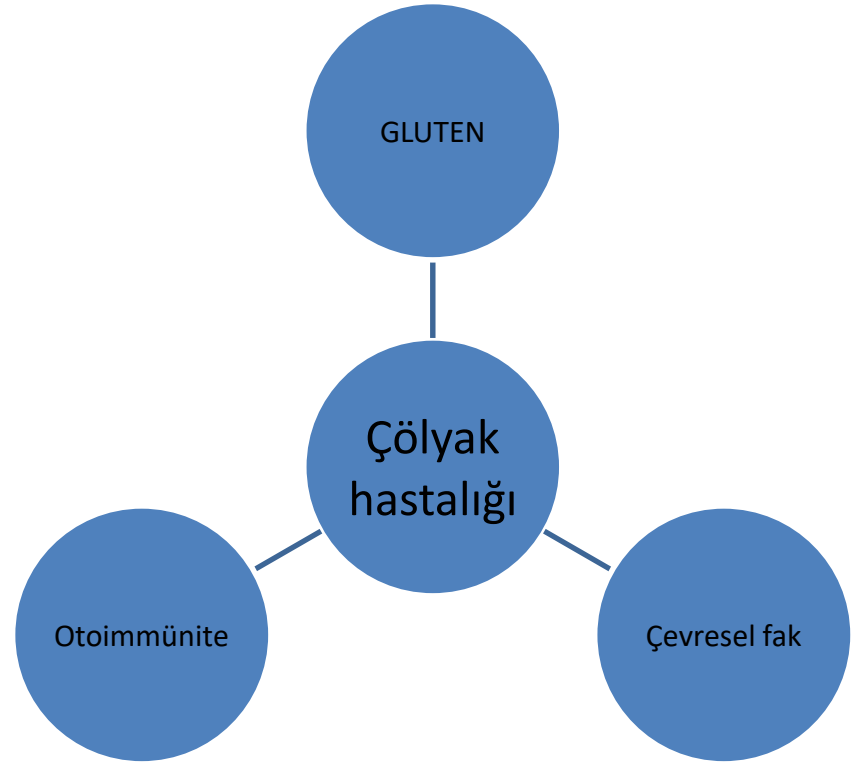 GLUTEN
Çölyak
hastalığı
Otoimmünite
Çevresel fak